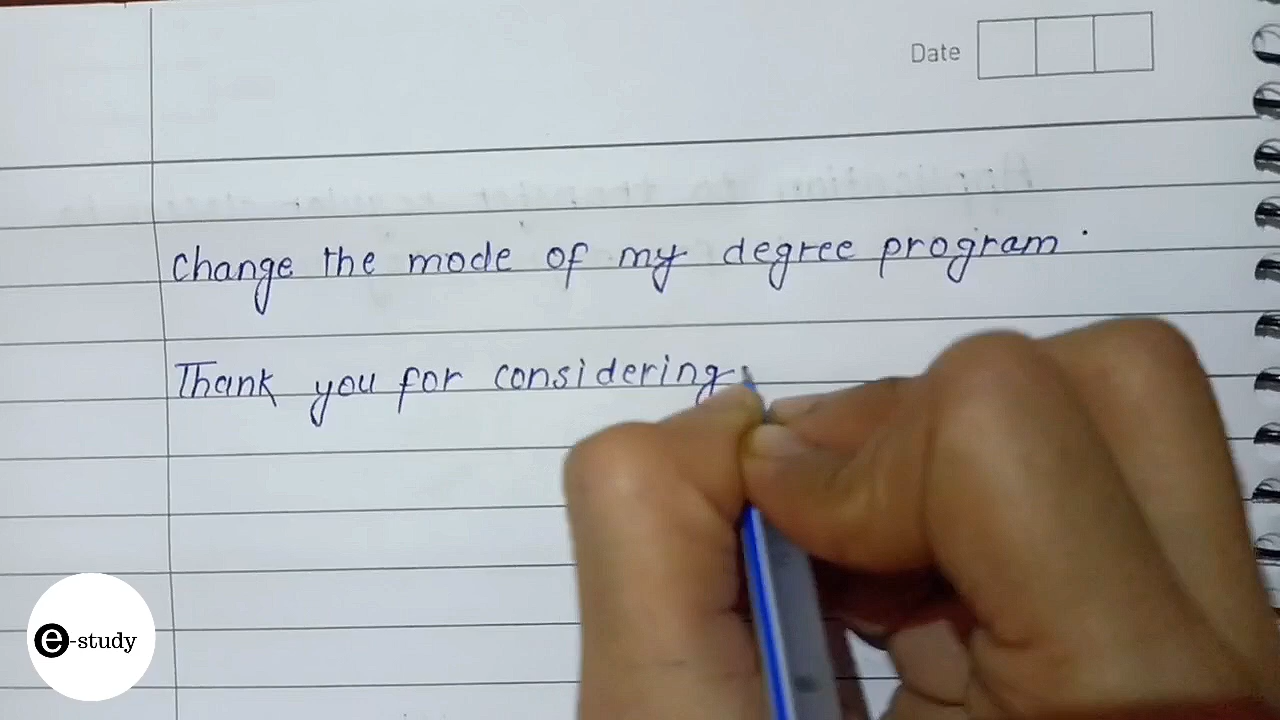 Date
change the mode of my degree program.
Thank you for considering
e-study